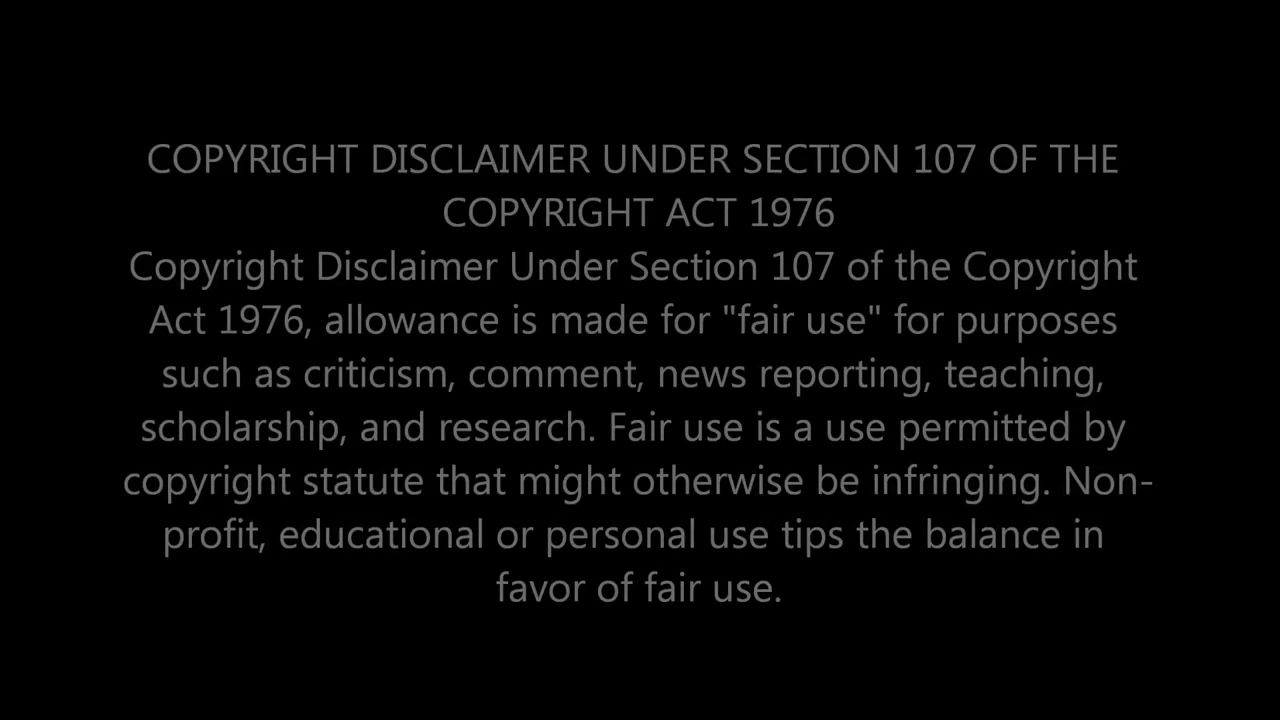 COPYRIGHT DISCLAIMER UNDER SECTION 107 OF THE
COPYRIGHT ACT 1976
Copyright Disclaimer Under Section 107 of the Copyright
Act 1976, allowance is made for "fair use" for purposes
such as criticism, comment, news reporting, teaching,
scholarship, and research. Fair use is a use permitted by
copyright statute that might otherwise be infringing. Non-
profit, educational or personal use tips the balance in
favor of fair use.